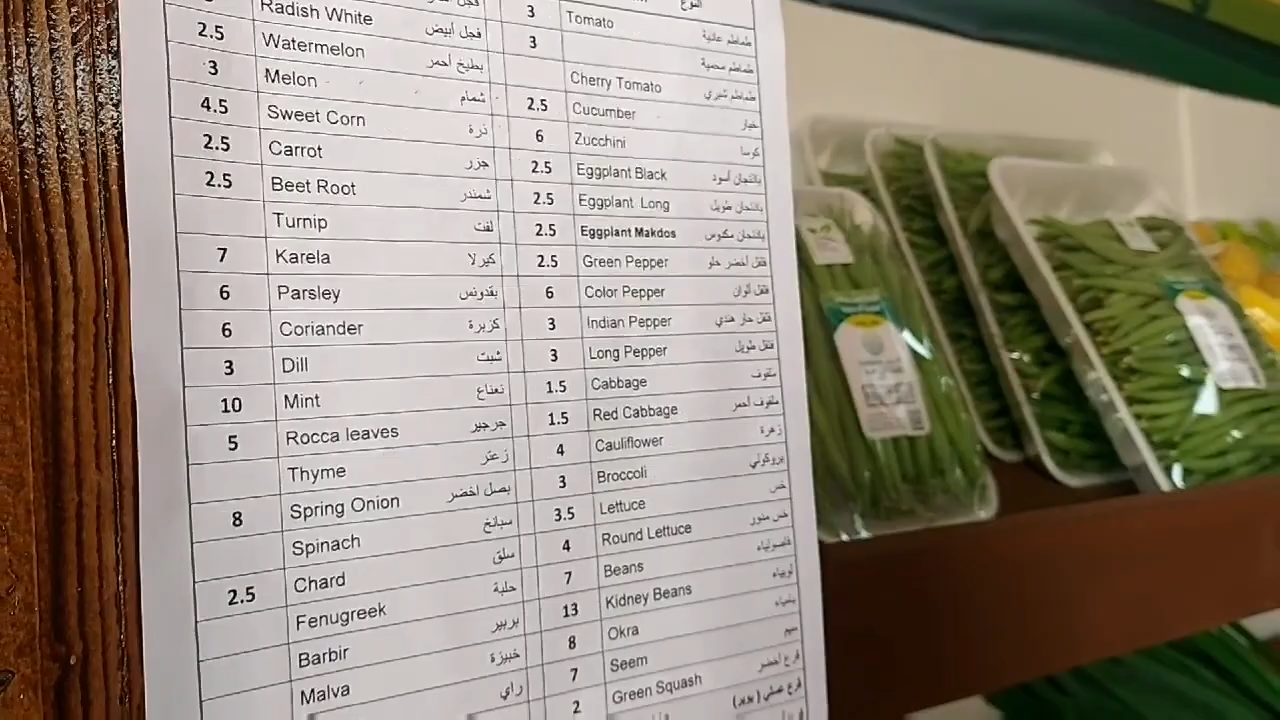 النوع
Radish White فجل أبيض
2.5 Watermelon بطيخ أحمر
3 Melon شمام
4.5 Sweet Corn ذرة
2.5 Carrot جزر
2.5 Beet Root شمندر
Turnip لفت
7 Karela كيرلا
6 Parsley بقدونس
6 Coriander كزبرة
3 Dill شبت
10 Mint نعناع
5 Rocca leaves جرجير
Thyme زعتر
8 Spring Onion بصل اخضر
Spinach سبانخ
2.5 Chard سلق
Fenugreek حلبة
Barbir بربير
Malva خبيزة
راي
3 Tomato طماطم عادية
3 طماطم محمية
Cherry Tomato طماطم شيري
2.5 Cucumber خيار
6 Zucchini كوسا
2.5 Eggplant Black باذنجان أسود
2.5 Eggplant Long باذنجان طويل
2.5 Eggplant Makdos باذنجان مكدوس
2.5 Green Pepper فلفل أخضر حلو
6 Color Pepper فلفل ألوان
3 Indian Pepper فلفل حار هندي
3 Long Pepper فلفل طويل
1.5 Cabbage ملفوف
1.5 Red Cabbage ملفوف أحمر
4 Cauliflower زهرة
3 Broccoli بروكولي
3.5 Lettuce خس
4 Round Lettuce خس مدور
7 Beans فاصولياء
13 Kidney Beans لوبياء
8 Okra بامياء
7 Seem سيم
2 Green Squash قرع أخضر
قرع عسلي (بوبر)